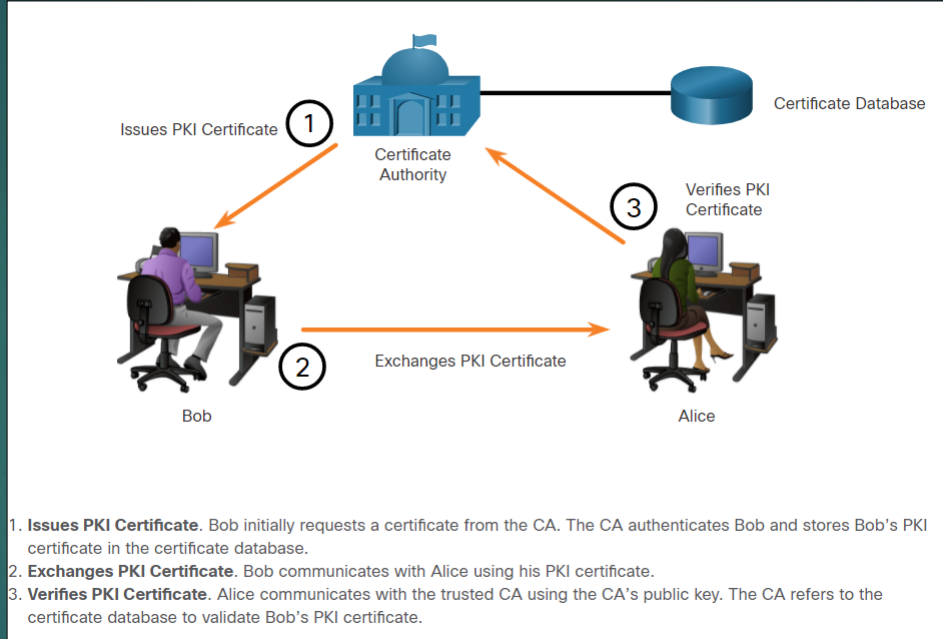 Certificate Database
Issues PKI Certificate
1
Certificate
Authority
Verifies PKI
Certificate
3
Exchanges PKI Certificate
2
Bob
Alice
1. Issues PKI Certificate. Bob initially requests a certificate from the CA. The CA authenticates Bob and stores Bob’s PKI
certificate in the certificate database.
2. Exchanges PKI Certificate. Bob communicates with Alice using his PKI certificate.
3. Verifies PKI Certificate. Alice communicates with the trusted CA using the CA’s public key. The CA refers to the
certificate database to validate Bob’s PKI certificate.